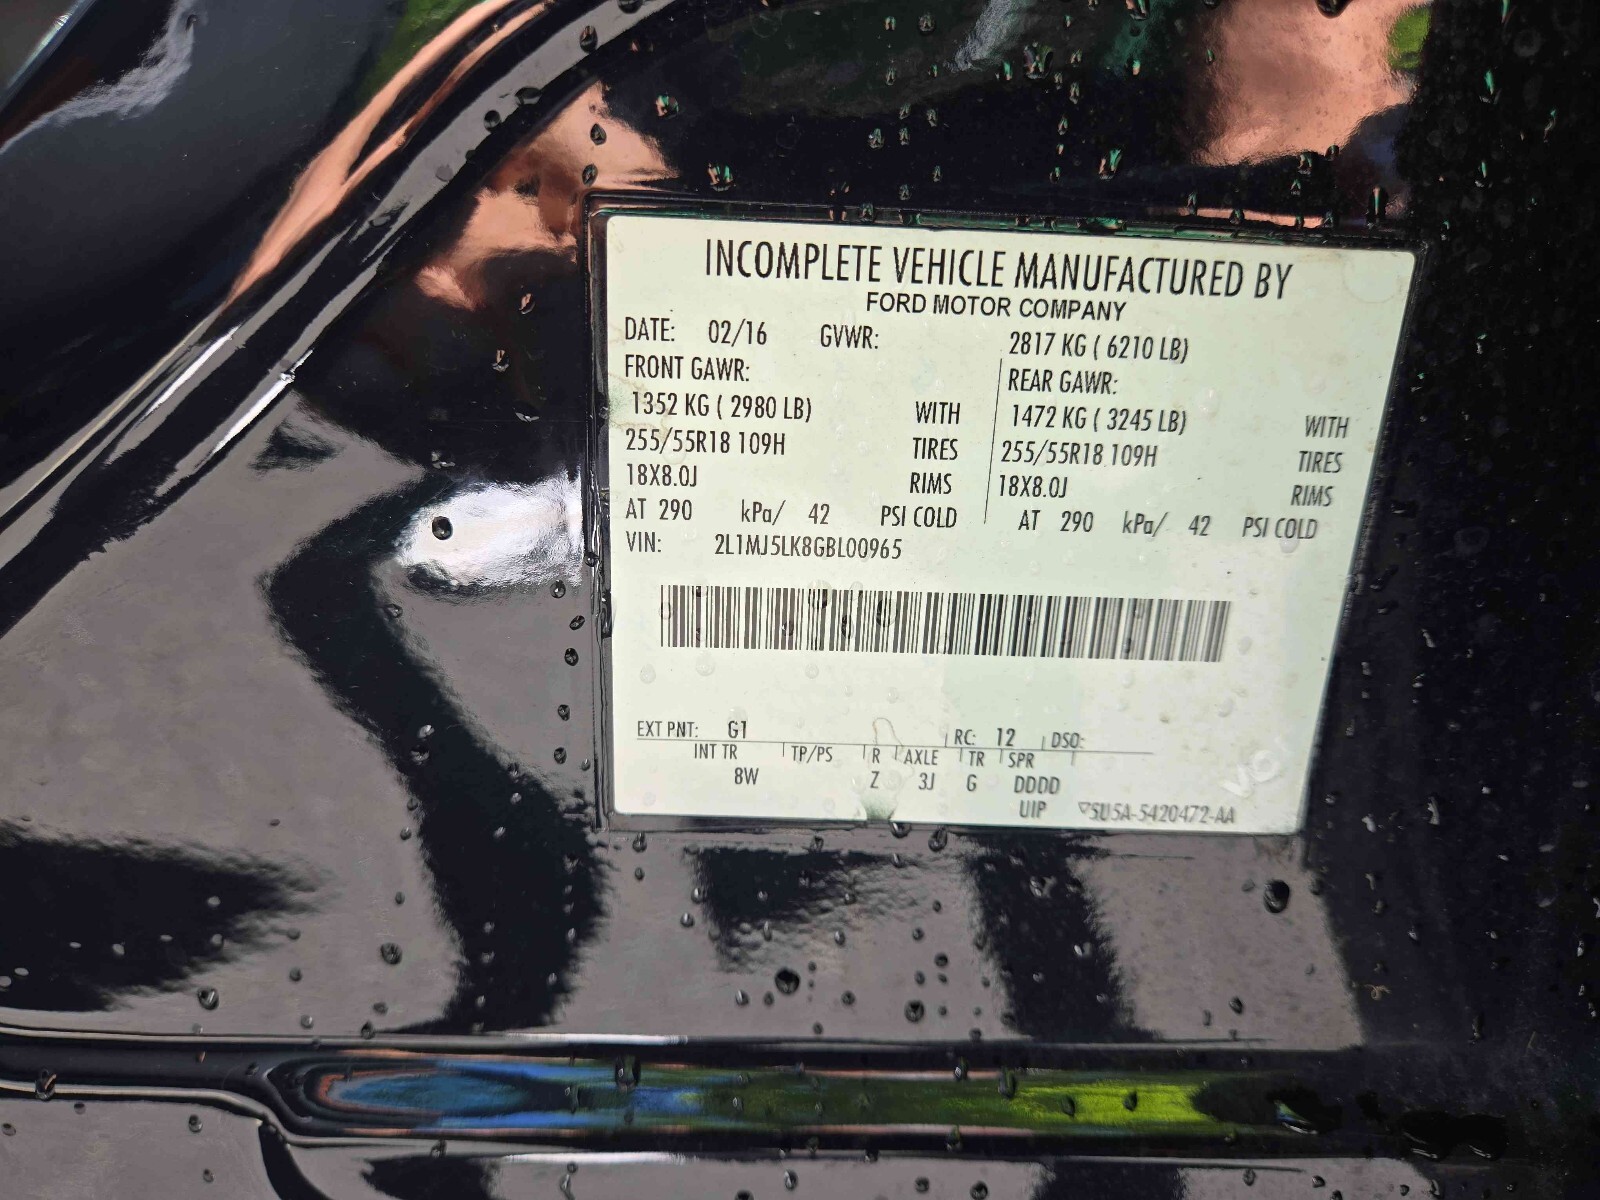 INCOMPLETE VEHICLE MANUFACTURED BY
FORD MOTOR COMPANY
DATE: 02/16 GVWR: 2817 KG ( 6210 LB)
FRONT GAWR: REAR GAWR:
1352 KG ( 2980 LB) WITH 1472 KG ( 3245 LB) WITH
255/55R18 109H TIRES 255/55R18 109H TIRES
18X8.0J RIMS 18X8.0J RIMS
AT 290 kPa/ 42 PSI COLD AT 290 kPa/ 42 PSI COLD
VIN: 2L1MJ5LK8GBL00965
EXT PNT: G1 RC: 12 DSO:
INT TR TP/PS R AXLE TR SPR
8W Z 3J G DDDD
UIP 5U5A-5420472-AA